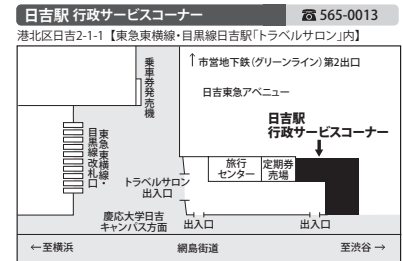 日吉駅 行政サービスコーナー
☎ 565-0013
港北区日吉2-1-1【東急東横線・目黒線日吉駅「トラベルサロン」内】
乗車券発売機
↑市営地下鉄(グリーンライン)第2出口
日吉東急アベニュー
日吉駅
行政サービスコーナー
東急東横線・
目黒線改札口
旅行
センター
定期券
売場
トラベルサロン
出入口
慶応大学日吉
キャンパス方面
出入口
出入口
←至横浜
綱島街道
至渋谷→